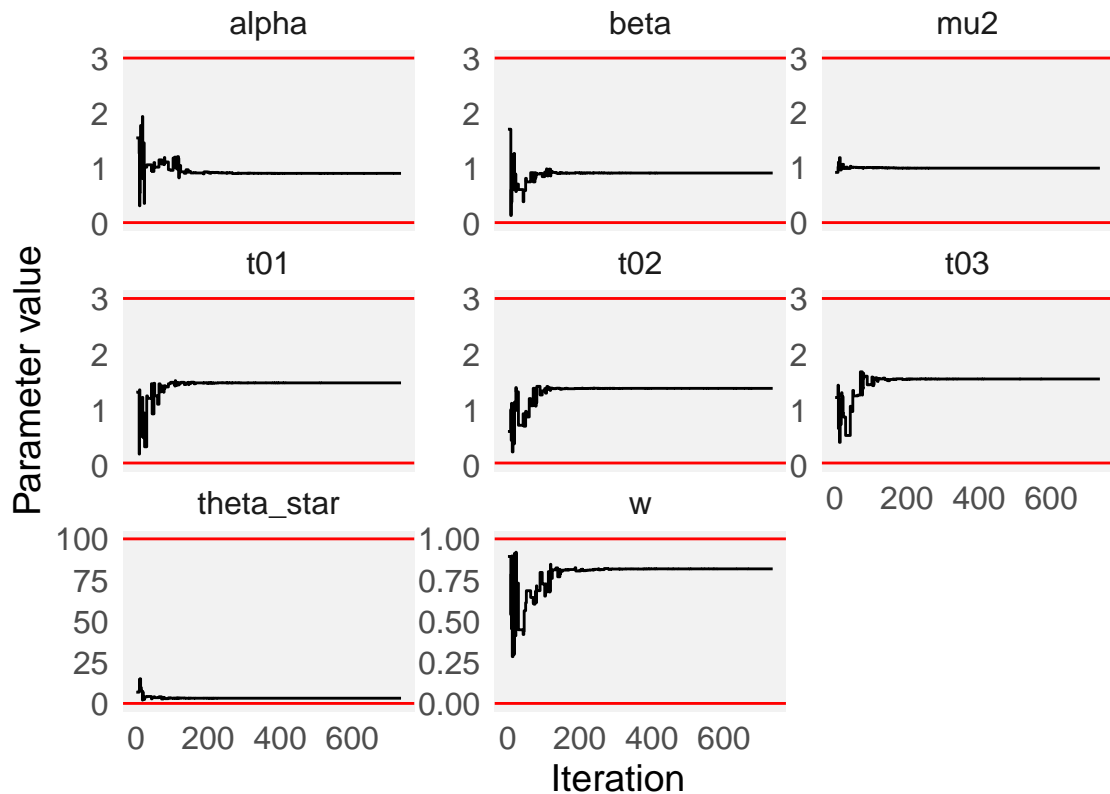 alpha beta mu2
3 3 3
2 2 2
1 1 1
0 0 0
t01 t02 t03
3 3 3
2 2 2
1 1 1
0 0 0
0 200 400 600
theta_star w
100 1.00
75 0.75
50 0.50
25 0.25
0 0.00
0 200 400 600 0 200 400 600
Iteration
Parameter value